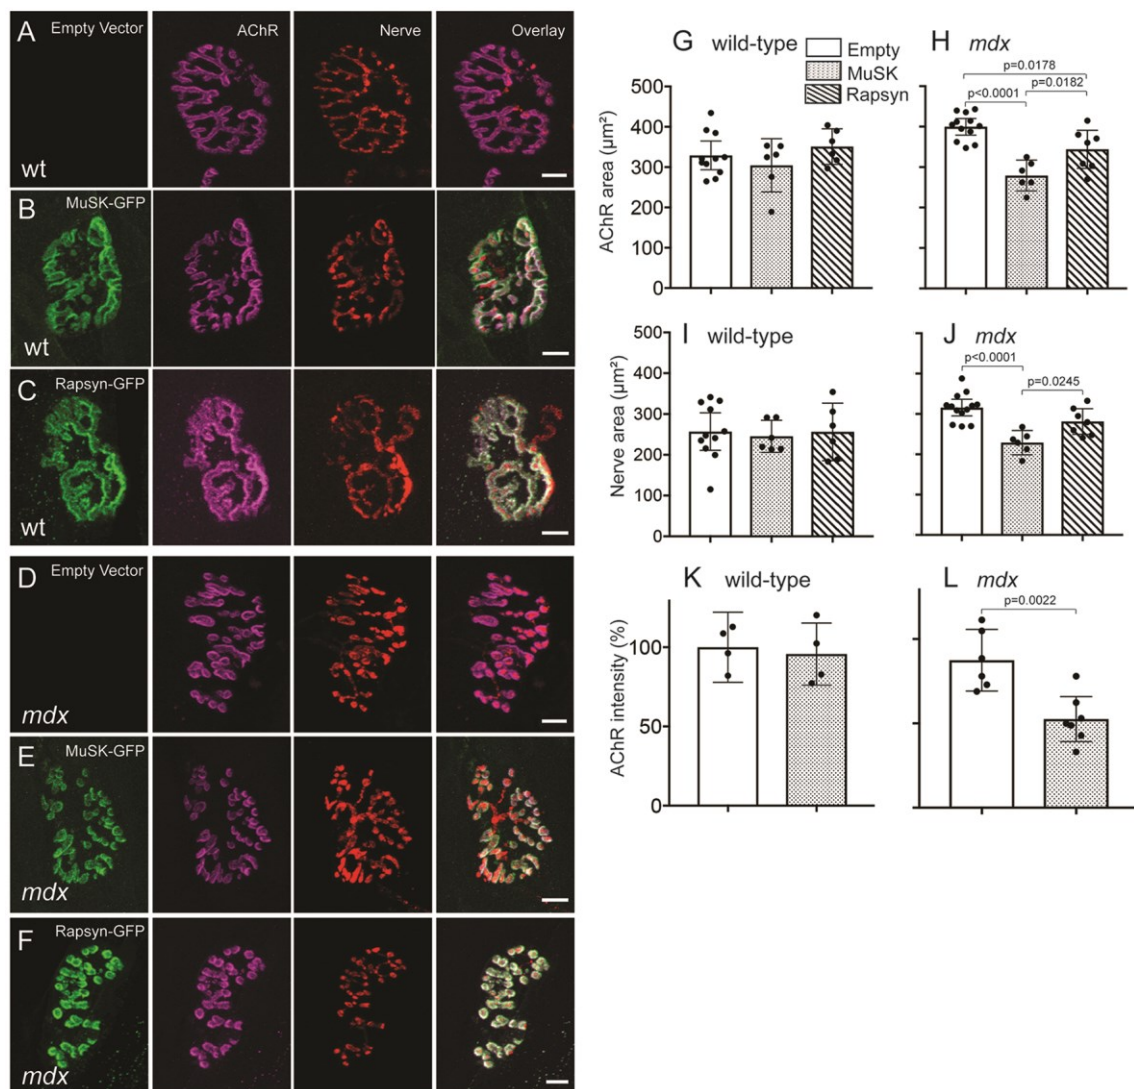 A Empty Vector AChR Nerve Overlay
wt
B MuSK-GFP
wt
C Rapsyn-GFP
wt
D Empty Vector
mdx
E MuSK-GFP
mdx
F Rapsyn-GFP
mdx
G wild-type
Empty
MuSK
Rapsyn
AChR area (µm²)
500
400
300
200
100
0
H mdx
p=0.0178
p<0.0001
p=0.0182
I wild-type
Nerve area (µm²)
500
400
300
200
100
0
J mdx
p<0.0001
p=0.0245
K wild-type
AChR intensity (%)
100
50
0
L mdx
p=0.0022